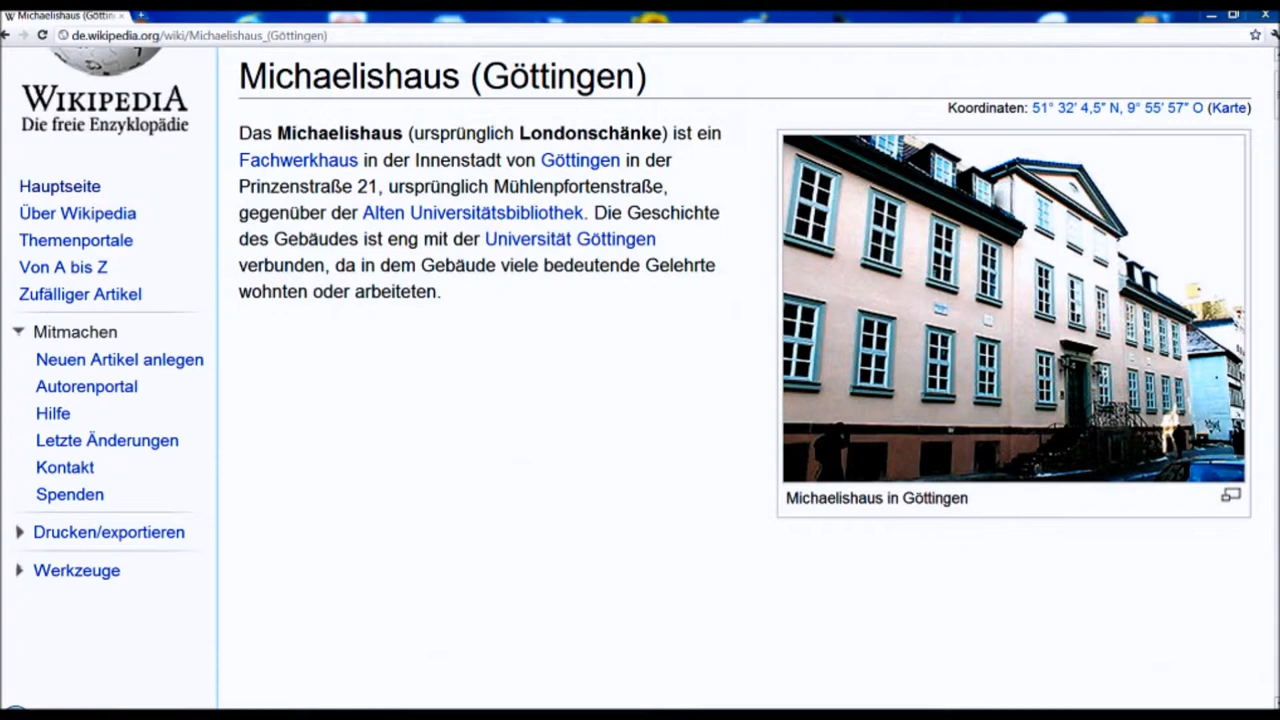 Michaelishaus (Göttin
de.wikipedia.org/wiki/Michaelishaus_(Göttingen)
WIKIPEDIA
Die freie Enzyklopädie
Hauptseite
Über Wikipedia
Themenportale
Von A bis Z
Zufälliger Artikel
Mitmachen
Neuen Artikel anlegen
Autorenportal
Hilfe
Letzte Änderungen
Kontakt
Spenden
Drucken/exportieren
Werkzeuge
Michaelishaus (Göttingen)
Koordinaten: 51° 32′ 4,5″ N, 9° 55′ 57″ O (Karte)
Das Michaelishaus (ursprünglich Londonschänke) ist ein
Fachwerkhaus in der Innenstadt von Göttingen in der
Prinzenstraße 21, ursprünglich Mühlenpfortenstraße,
gegenüber der Alten Universitätsbibliothek. Die Geschichte
des Gebäudes ist eng mit der Universität Göttingen
verbunden, da in dem Gebäude viele bedeutende Gelehrte
wohnten oder arbeiteten.
Michaelishaus in Göttingen